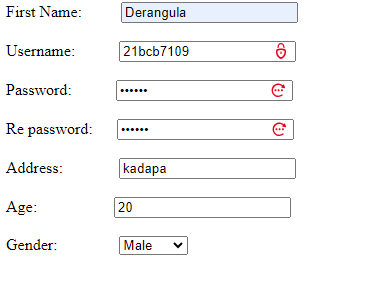 First Name: Derangula
Username: 21bcb7109
Password: ••••••
Re password: ••••••
Address: kadapa
Age: 20
Gender: Male